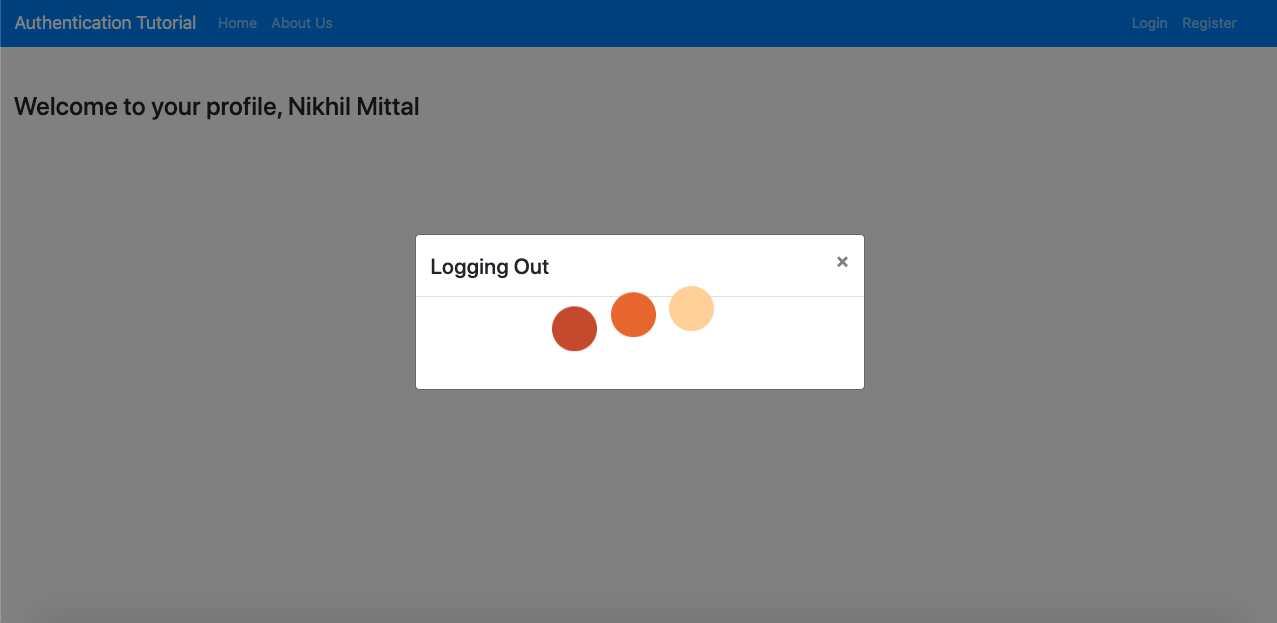 Authentication Tutorial Home About Us Login Register
Welcome to your profile, Nikhil Mittal
Logging Out ×